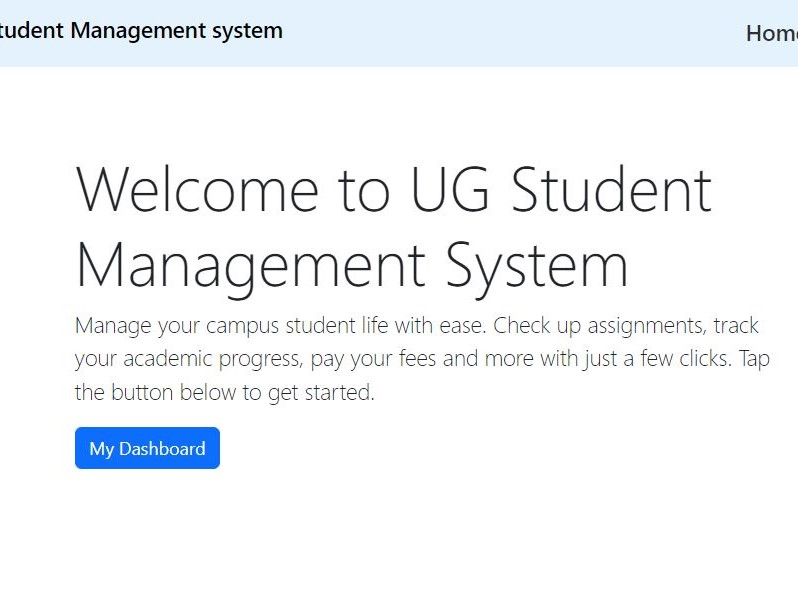 tudent Management system
Hom
Welcome to UG Student
Management System
Manage your campus student life with ease. Check up assignments, track
your academic progress, pay your fees and more with just a few clicks. Tap
the button below to get started.
My Dashboard